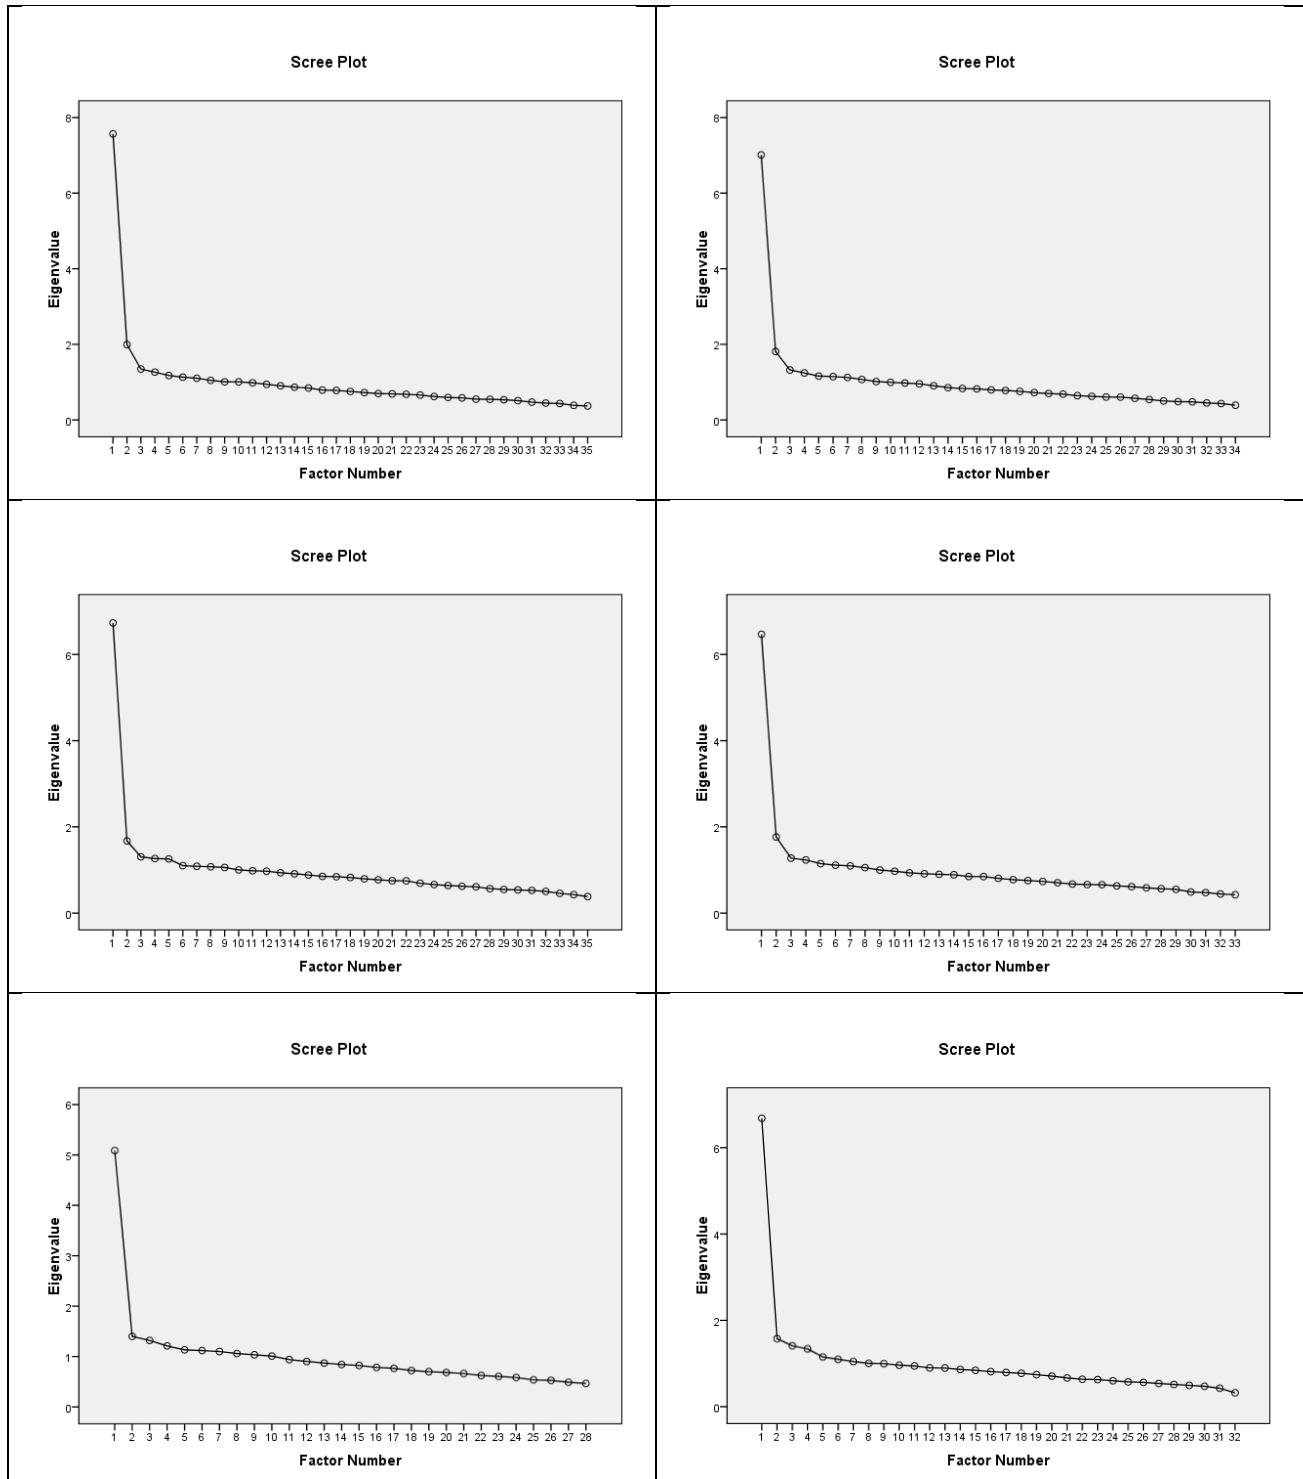 Scree Plot
8
6
4
2
0
Eigenvalue
1 2 3 4 5 6 7 8 9 10 11 12 13 14 15 16 17 18 19 20 21 22 23 24 25 26 27 28 29 30 31 32 33 34 35
Factor Number
Scree Plot
8
6
4
2
0
Eigenvalue
1 2 3 4 5 6 7 8 9 10 11 12 13 14 15 16 17 18 19 20 21 22 23 24 25 26 27 28 29 30 31 32 33 34
Factor Number
Scree Plot
6
4
2
0
Eigenvalue
1 2 3 4 5 6 7 8 9 10 11 12 13 14 15 16 17 18 19 20 21 22 23 24 25 26 27 28 29 30 31 32 33 34 35
Factor Number
Scree Plot
6
4
2
0
Eigenvalue
1 2 3 4 5 6 7 8 9 10 11 12 13 14 15 16 17 18 19 20 21 22 23 24 25 26 27 28 29 30 31 32 33
Factor Number
Scree Plot
6
5
4
3
2
1
0
Eigenvalue
1 2 3 4 5 6 7 8 9 10 11 12 13 14 15 16 17 18 19 20 21 22 23 24 25 26 27 28
Factor Number
Scree Plot
6
4
2
0
Eigenvalue
1 2 3 4 5 6 7 8 9 10 11 12 13 14 15 16 17 18 19 20 21 22 23 24 25 26 27 28 29 30 31 32
Factor Number